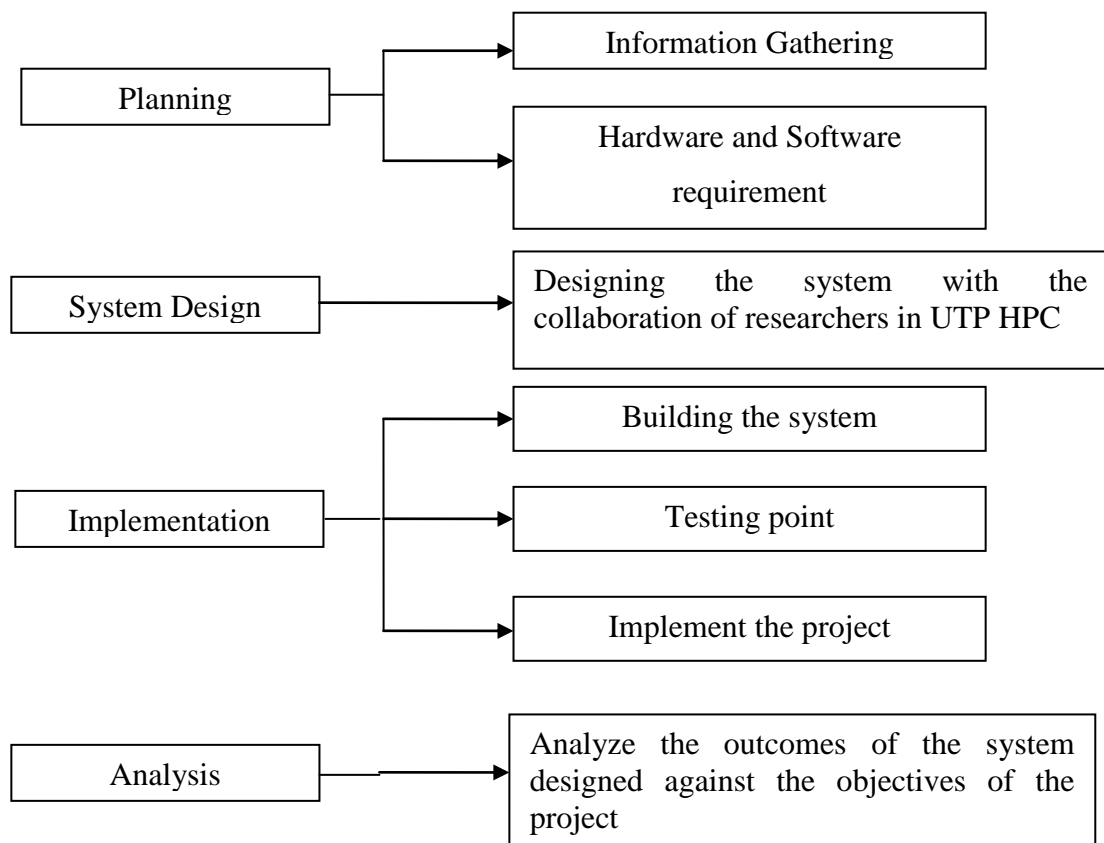 Information Gathering
Planning
Hardware and Software
requirement
System Design
Designing the system with the
collaboration of researchers in UTP HPC
Building the system
Implementation
Testing point
Implement the project
Analysis
Analyze the outcomes of the system
designed against the objectives of the
project